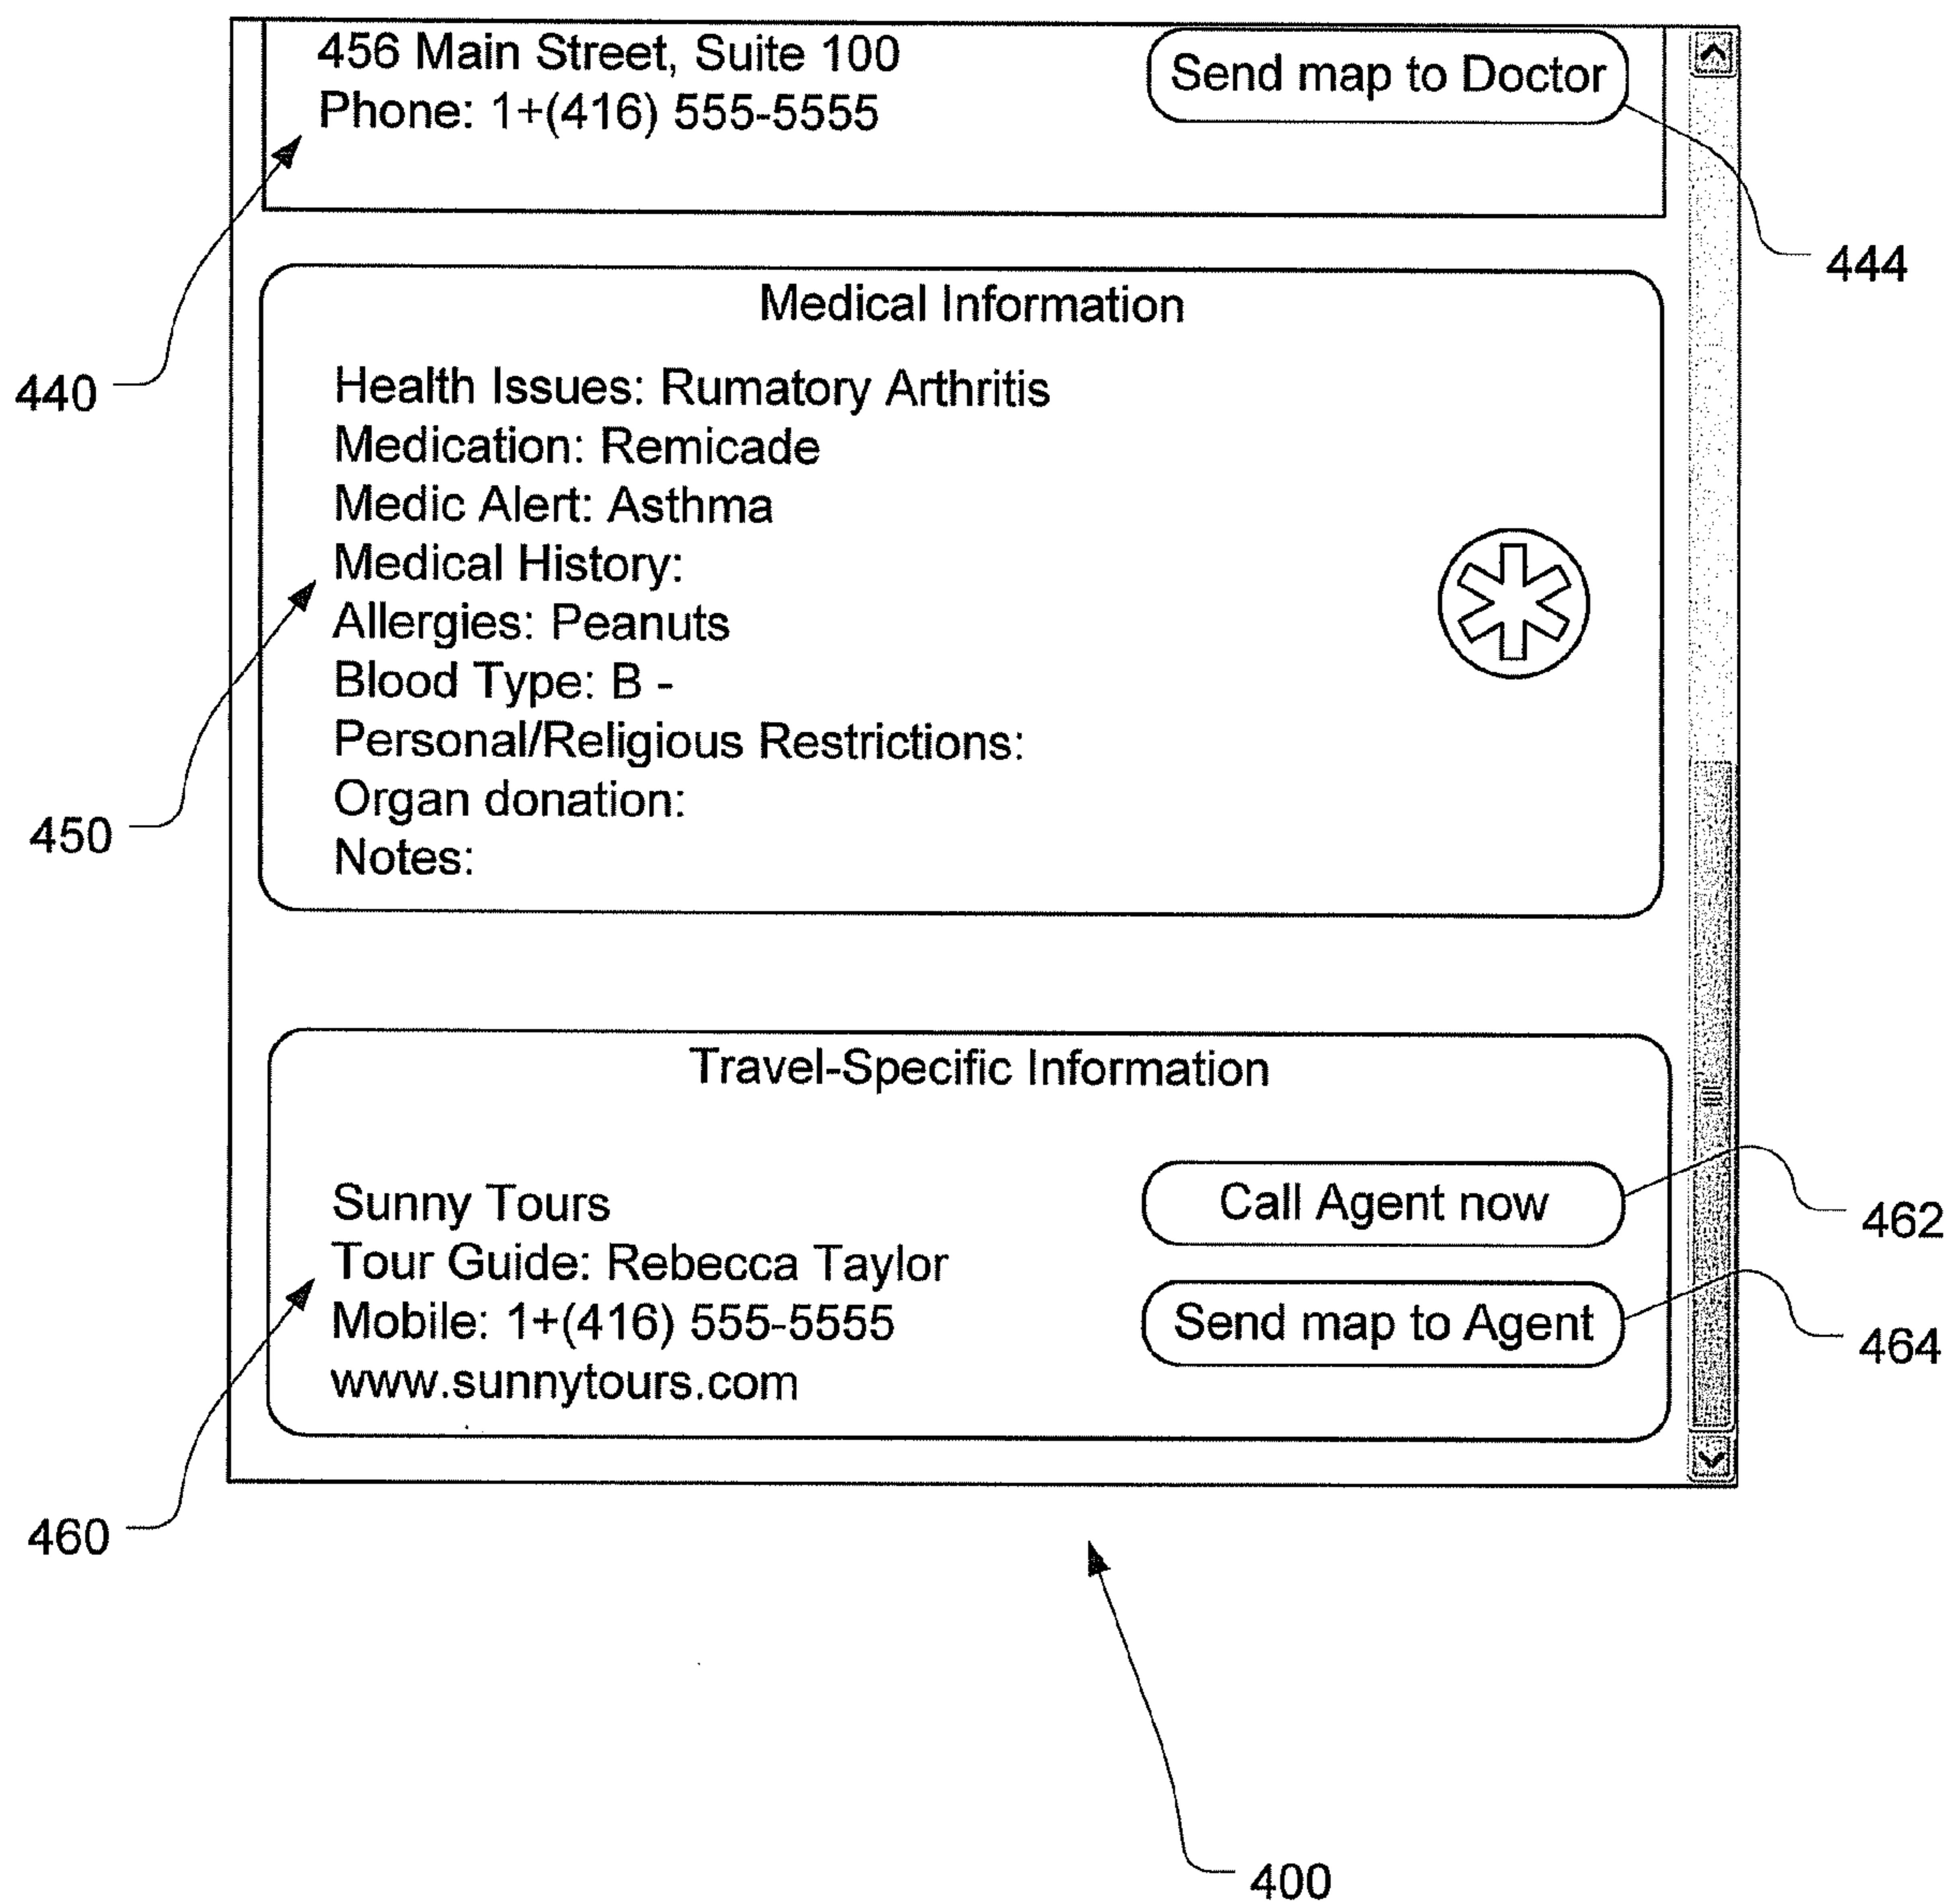 456 Main Street, Suite 100
Phone: 1+(416) 555-5555
Send map to Doctor
444
440
Medical Information
Health Issues: Rumatory Arthritis
Medication: Remicade
Medic Alert: Asthma
Medical History:
Allergies: Peanuts
Blood Type: B -
Personal/Religious Restrictions:
Organ donation:
Notes:
450
Travel-Specific Information
Sunny Tours
Tour Guide: Rebecca Taylor
Mobile: 1+(416) 555-5555
www.sunnytours.com
Call Agent now
462
Send map to Agent
464
460
400